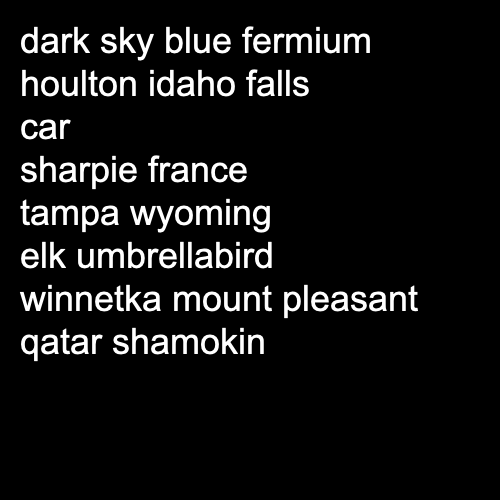 dark sky blue fermium
houlton idaho falls
car
sharpie france
tampa wyoming
elk umbrellabird
winnetka mount pleasant
qatar shamokin